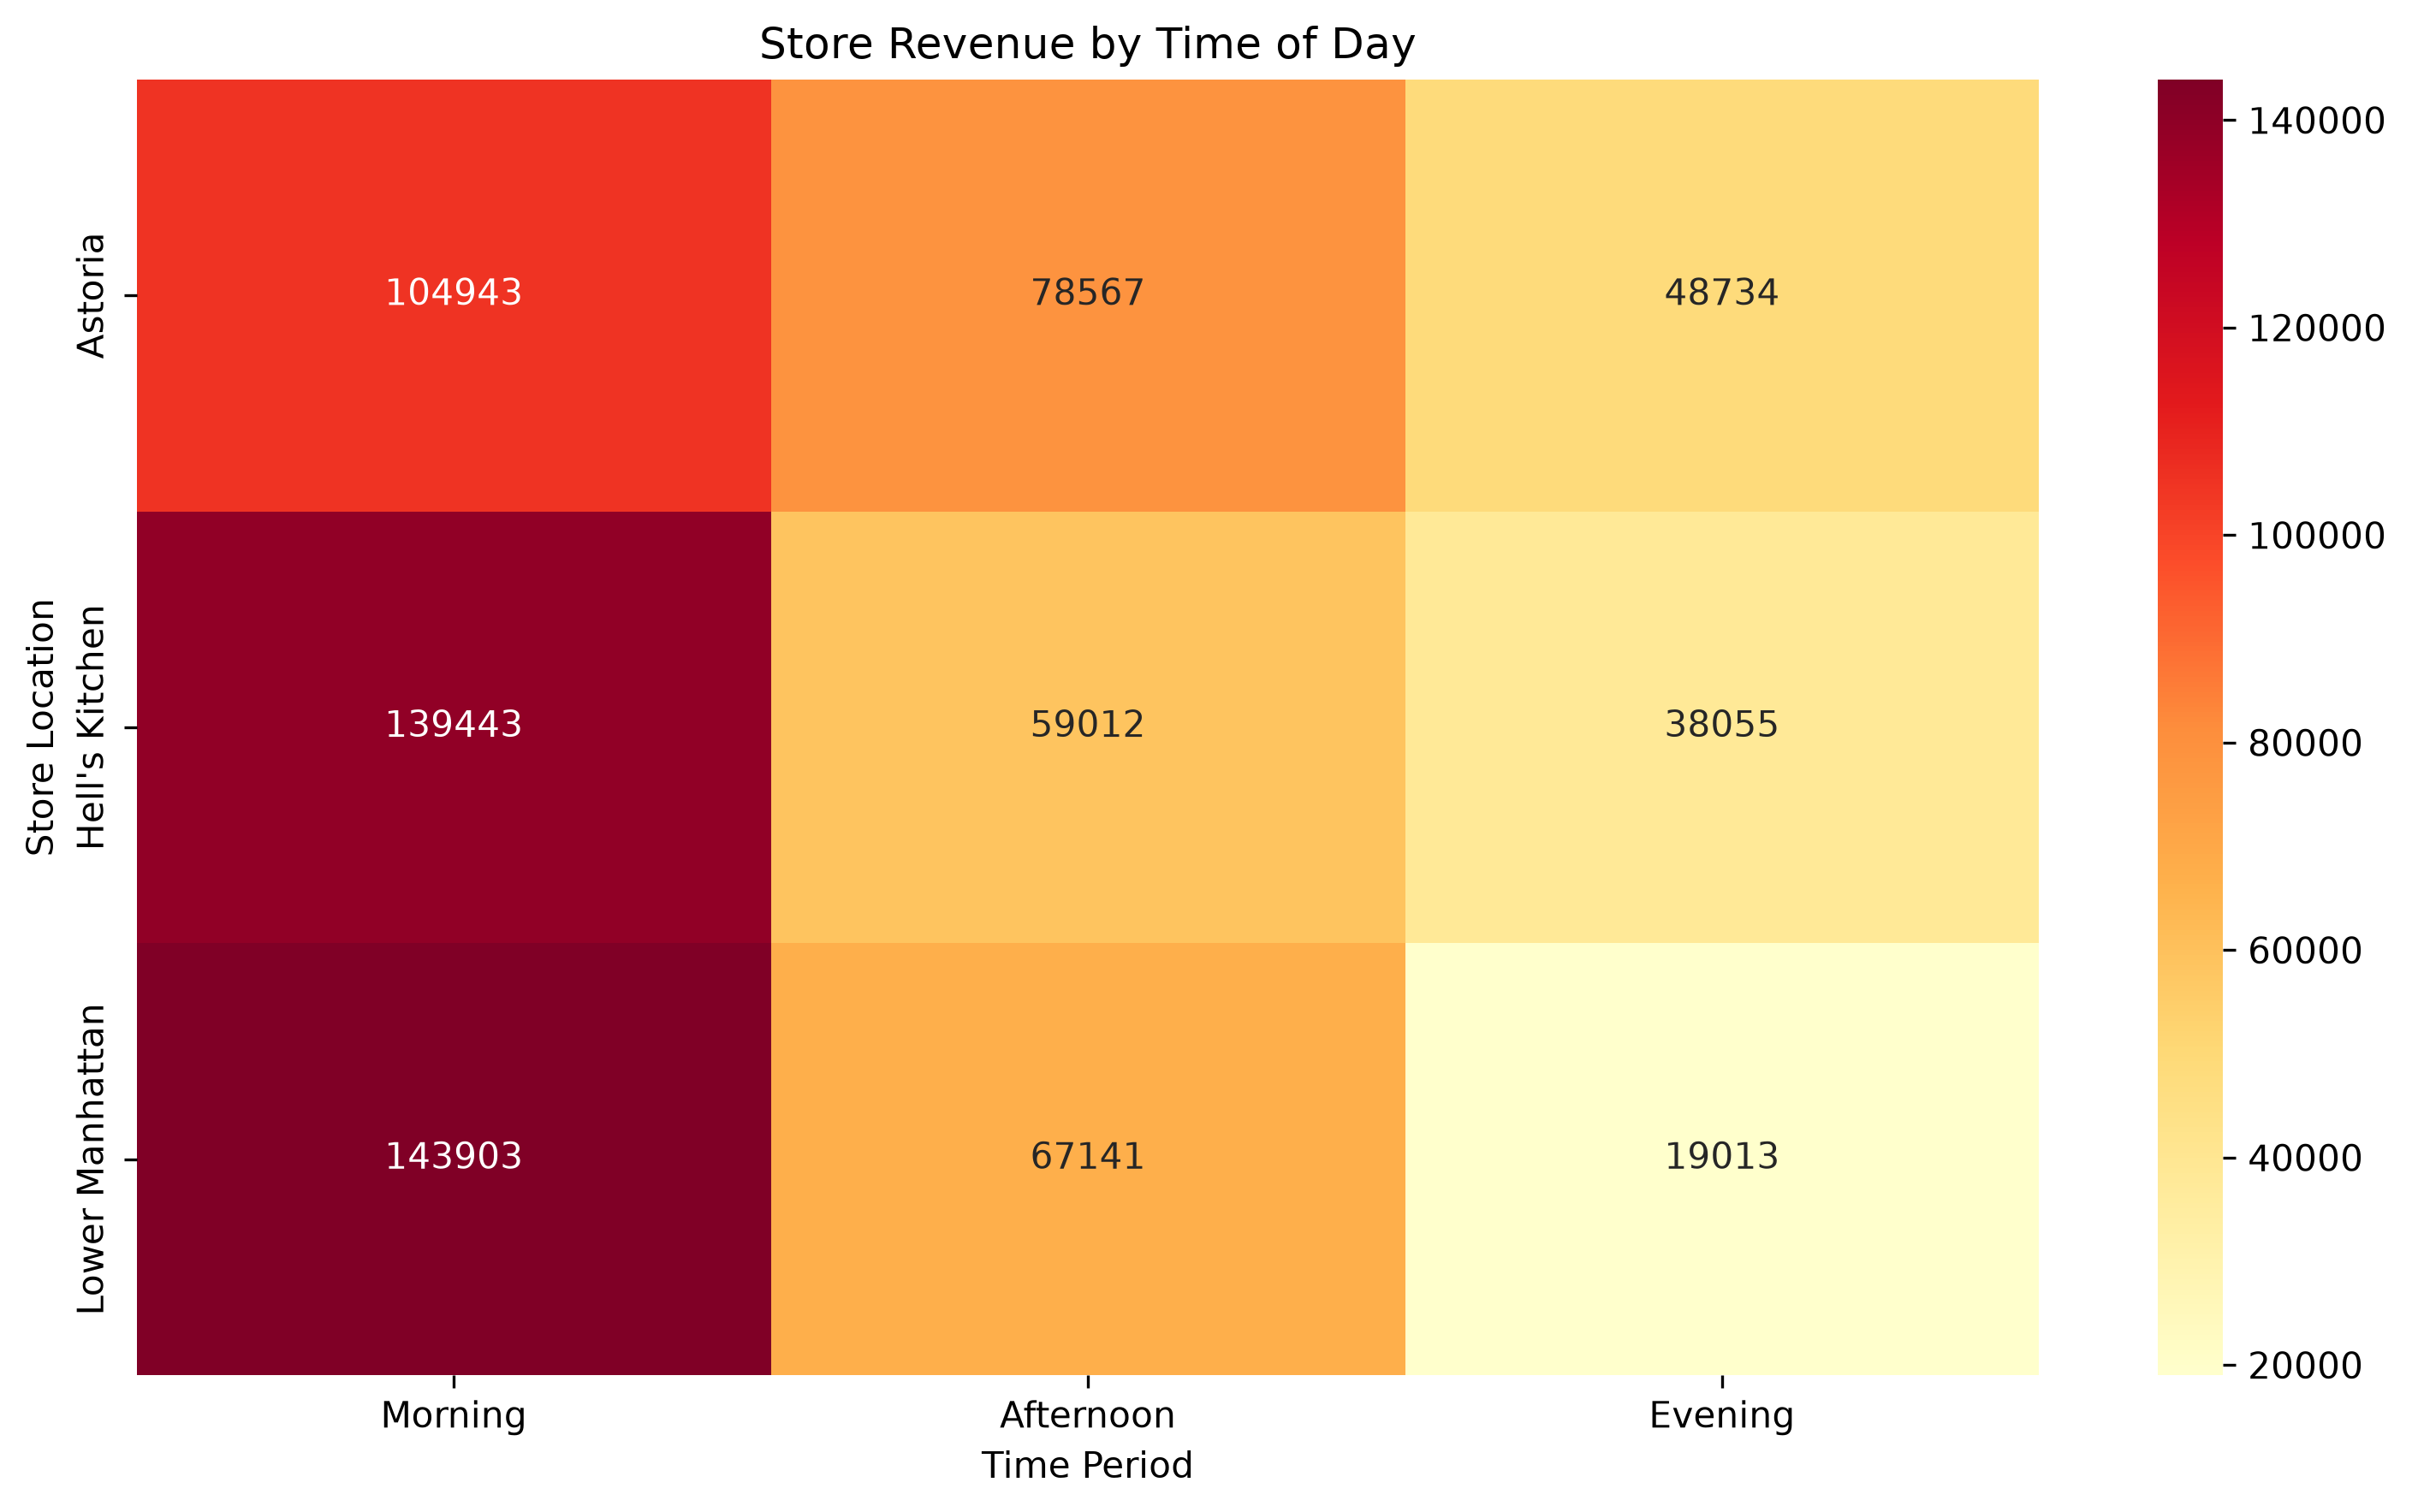 Store Revenue by Time of Day
Store Location
Astoria
Hell's Kitchen
Lower Manhattan
104943
78567
48734
139443
59012
38055
143903
67141
19013
Morning
Afternoon
Evening
Time Period
140000
120000
100000
80000
60000
40000
20000